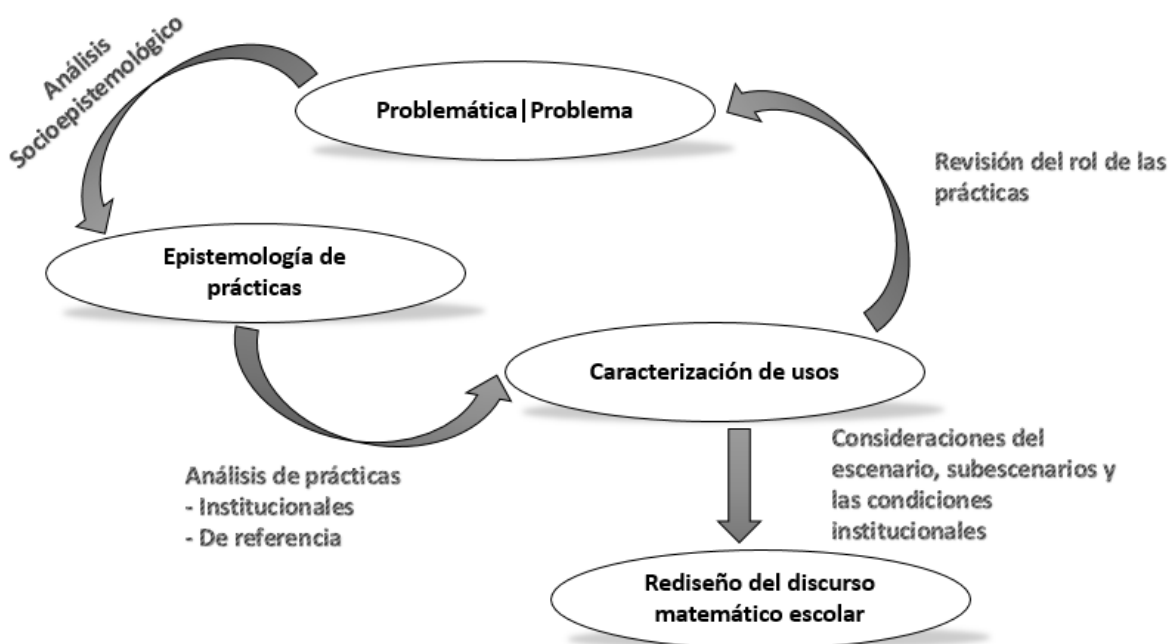 Análisis
Socioepistemológico
Problemática|Problema
Revisión del rol de las
prácticas
Epistemología de
prácticas
Caracterización de usos
Análisis de prácticas
- Institucionales
- De referencia
Consideraciones del
escenario, subescenarios y
las condiciones
institucionales
Rediseño del discurso
matemático escolar